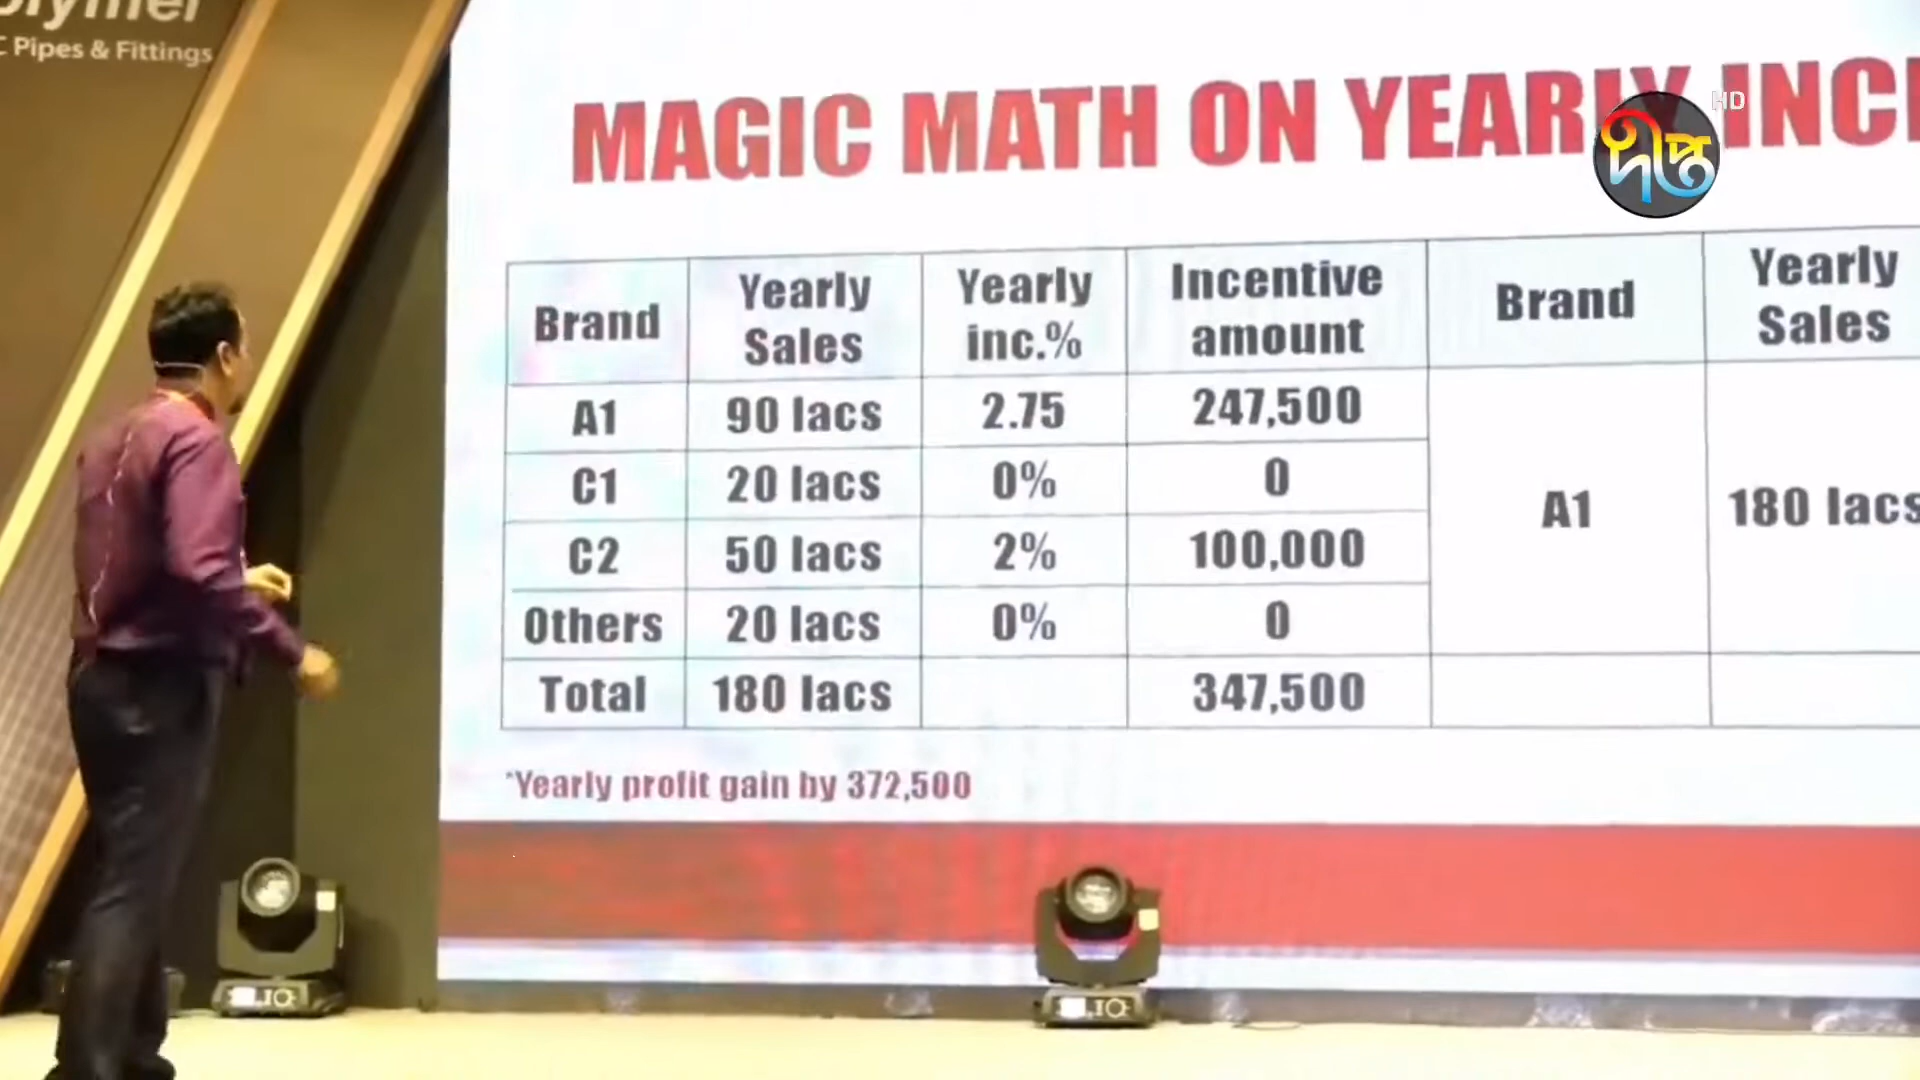 C Pipes & Fittings
MAGIC MATH ON YEARLY INC
HD
দীপ্ত
Brand Yearly Sales Yearly inc.% Incentive amount Brand Yearly Sales
A1 90 lacs 2.75 247,500
C1 20 lacs 0% 0
A1 180 lacs
C2 50 lacs 2% 100,000
Others 20 lacs 0% 0
Total 180 lacs 347,500
*Yearly profit gain by 372,500